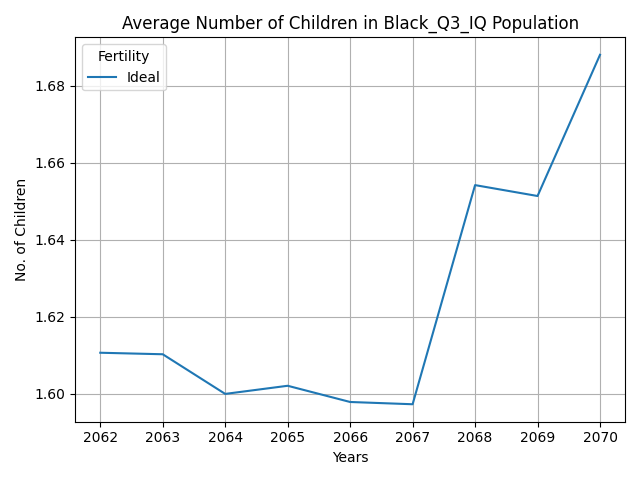 Average Number of Children in Black_Q3_IQ Population
Fertility
Ideal
No. of Children
1.68
1.66
1.64
1.62
1.60
2062 2063 2064 2065 2066 2067 2068 2069 2070
Years